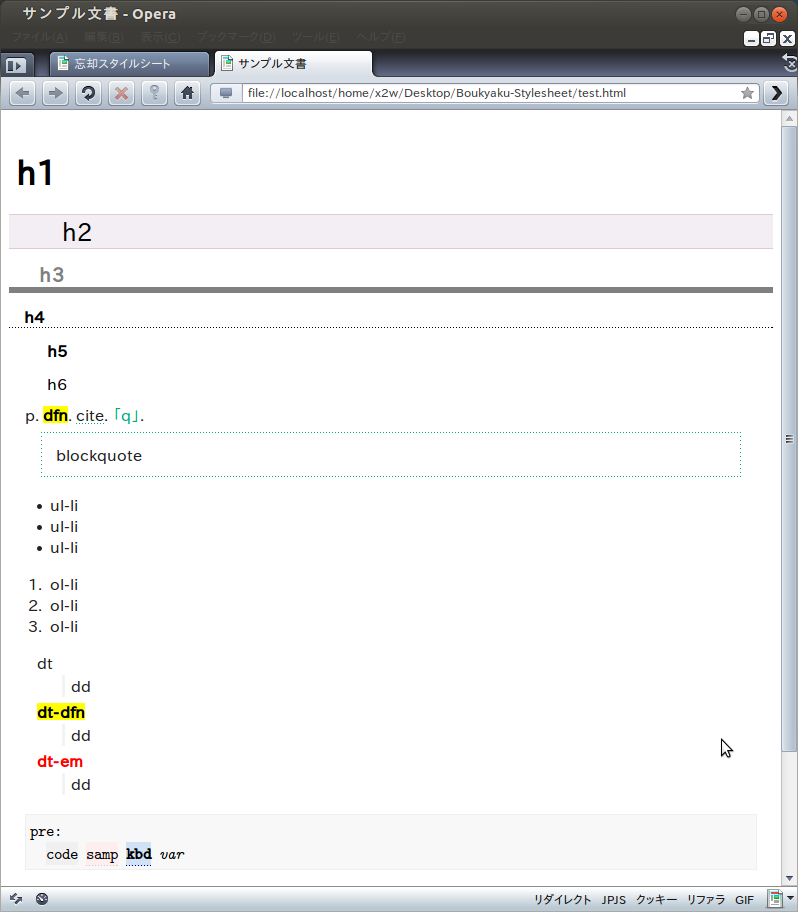 サンプル文書 - Opera
ファイル(A) 編集(B) 表示(C) ブックマーク(D) ツール(E) ヘルプ(F)
忘却スタイルシート サンプル文書
file://localhost/home/x2w/Desktop/Boukyaku-Stylesheet/test.html
h1
h2
h3
h4
h5
h6
p. dfn. cite. 「q」.
blockquote
• ul-li
• ul-li
• ul-li
1. ol-li
2. ol-li
3. ol-li
dt
dd
dt-dfn
dd
dt-em
dd
pre:
code samp kbd var
リダイレクト JPJS クッキー リファラ GIF